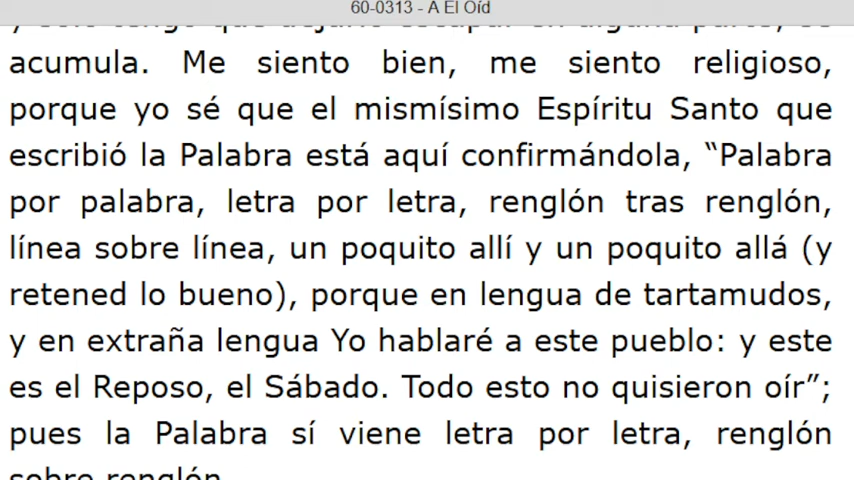 60-0313 - A El Oíd
acumula. Me siento bien, me siento religioso,
porque yo sé que el mismísimo Espíritu Santo que
escribió la Palabra está aquí confirmándola, “Palabra
por palabra, letra por letra, renglón tras renglón,
línea sobre línea, un poquito allí y un poquito allá (y
retened lo bueno), porque en lengua de tartamudos,
y en extraña lengua Yo hablaré a este pueblo: y este
es el Reposo, el Sábado. Todo esto no quisieron oír”;
pues la Palabra sí viene letra por letra, renglón
sobre renglón